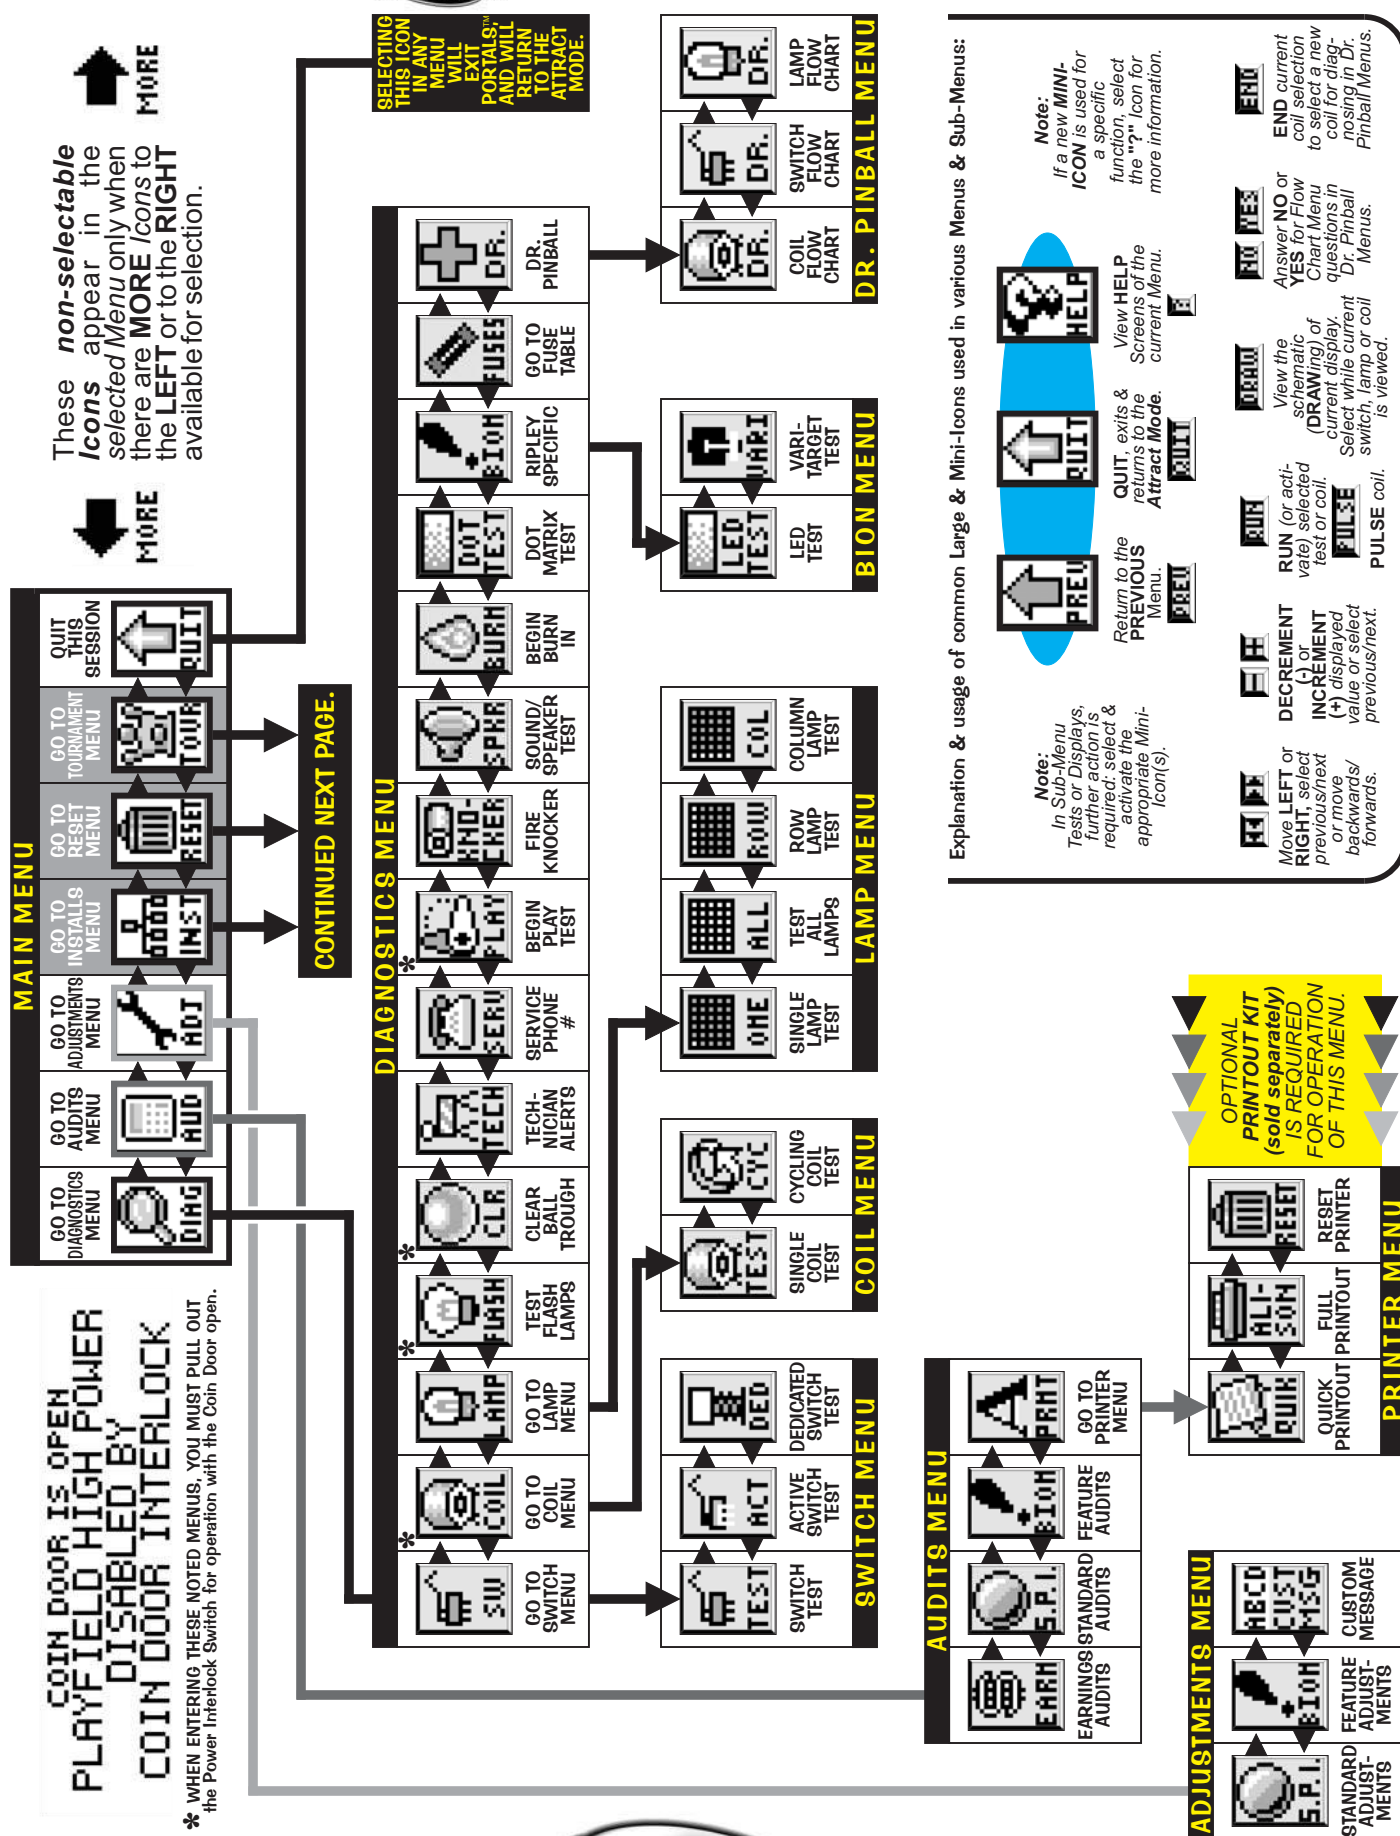 COIN DOOR IS OPEN
PLAYFIELD HIGH POWER
DISABLED BY
COIN DOOR INTERLOCK
* WHEN ENTERING THESE NOTED MENUS, YOU MUST PULL OUT
the Power Interlock Switch for operation with the Coin Door open.
MAIN MENU
GO TO
DIAGNOSTICS
MENU
DIAG
GO TO
AUDITS
MENU
AUD
GO TO
ADJUSTMENTS
MENU
ADJ
GO TO
INSTALLS
MENU
INST
GO TO
RESET
MENU
RESET
GO TO
TOURNAMENT
MENU
TOUR
QUIT
THIS
SESSION
QUIT
MORE
These non-selectable
Icons appear in the
selected Menu only when
there are MORE Icons to
the LEFT or to the RIGHT
available for selection.
MORE
CONTINUED NEXT PAGE.
SELECTING
THIS ICON
IN ANY
MENU
WILL
EXIT
PORTALS™
AND WILL
RETURN
TO THE
ATTRACT
MODE.
DIAGNOSTICS MENU
SW
GO TO
SWITCH
MENU
*
COIL
GO TO
COIL
MENU
LAMP
GO TO
LAMP
MENU
*
FLASH
TEST
FLASH
LAMPS
*
CLR
CLEAR
BALL
TROUGH
TECH
TECH-
NICIAN
ALERTS
SERV
SERVICE
PHONE
#
*
PLAY
BEGIN
PLAY
TEST
KNO-
CKER
FIRE
KNOCKER
SPKR
SOUND/
SPEAKER
TEST
BURN
BEGIN
BURN
IN
DOT
TEST
DOT
MATRIX
TEST
BION
RIPLEY
SPECIFIC
FUSES
GO TO
FUSE
TABLE
DR.
DR.
PINBALL
TEST
SWITCH
TEST
ACT
ACTIVE
SWITCH
TEST
DED
DEDICATED
SWITCH
TEST
SWITCH MENU
TEST
SINGLE
COIL
TEST
CYC
CYCLING
COIL
TEST
COIL MENU
ONE
SINGLE
LAMP
TEST
ALL
TEST
ALL
LAMPS
ROW
ROW
LAMP
TEST
COL
COLUMN
LAMP
TEST
LAMP MENU
LED
TEST
LED
TEST
VARI
VARI-
TARGET
TEST
BION MENU
DR.
COIL
FLOW
CHART
DR.
SWITCH
FLOW
CHART
DR.
LAMP
FLOW
CHART
DR. PINBALL MENU
AUDITS MENU
EARN
EARNINGS
AUDITS
S.P.I.
STANDARD
AUDITS
BION
FEATURE
AUDITS
PRNT
GO TO
PRINTER
MENU
Explanation & usage of common Large & Mini-Icons used in various Menus & Sub-Menus:
Note:
In Sub-Menu
Tests or Displays,
further action is
required: select &
activate the
appropriate Mini-
Icon(s).
PREV
Return to the
PREVIOUS
Menu.
PREV
QUIT
QUIT, exits &
returns to the
Attract Mode.
QUIT
HELP
View HELP
Screens of the
current Menu.
Note:
If a new MINI-
ICON is used for
a specific
function, select
the "?" Icon for
more information.
Move LEFT or
RIGHT, select
previous/next
or move
backwards/
forwards.
- +
DECREMENT
(-) or
INCREMENT
(+) displayed
value or select
previous/next.
RUN
RUN (or acti-
vate) selected
test or coil.
PULSE
PULSE coil.
DRAW
View the
schematic
(DRAWing) of
current display.
Select while current
switch, lamp or coil
is viewed.
NO YES
Answer NO or
YES for Flow
Chart Menu
questions in
Dr. Pinball
Menus.
END
END current
coil selection
to select a new
coil for diag-
nosing in Dr.
Pinball Menus.
ADJUSTMENTS MENU
S.P.I.
STANDARD
ADJUST-
MENTS
BION
FEATURE
ADJUST-
MENTS
ABCD
CUST
MSG
CUSTOM
MESSAGE
QUIK
QUICK
PRINTOUT
ALI-
SON
FULL
PRINTOUT
RESET
RESET
PRINTER
PRINTER MENU
OPTIONAL
PRINTOUT KIT
(sold separately)
IS REQUIRED
FOR OPERATION
OF THIS MENU.